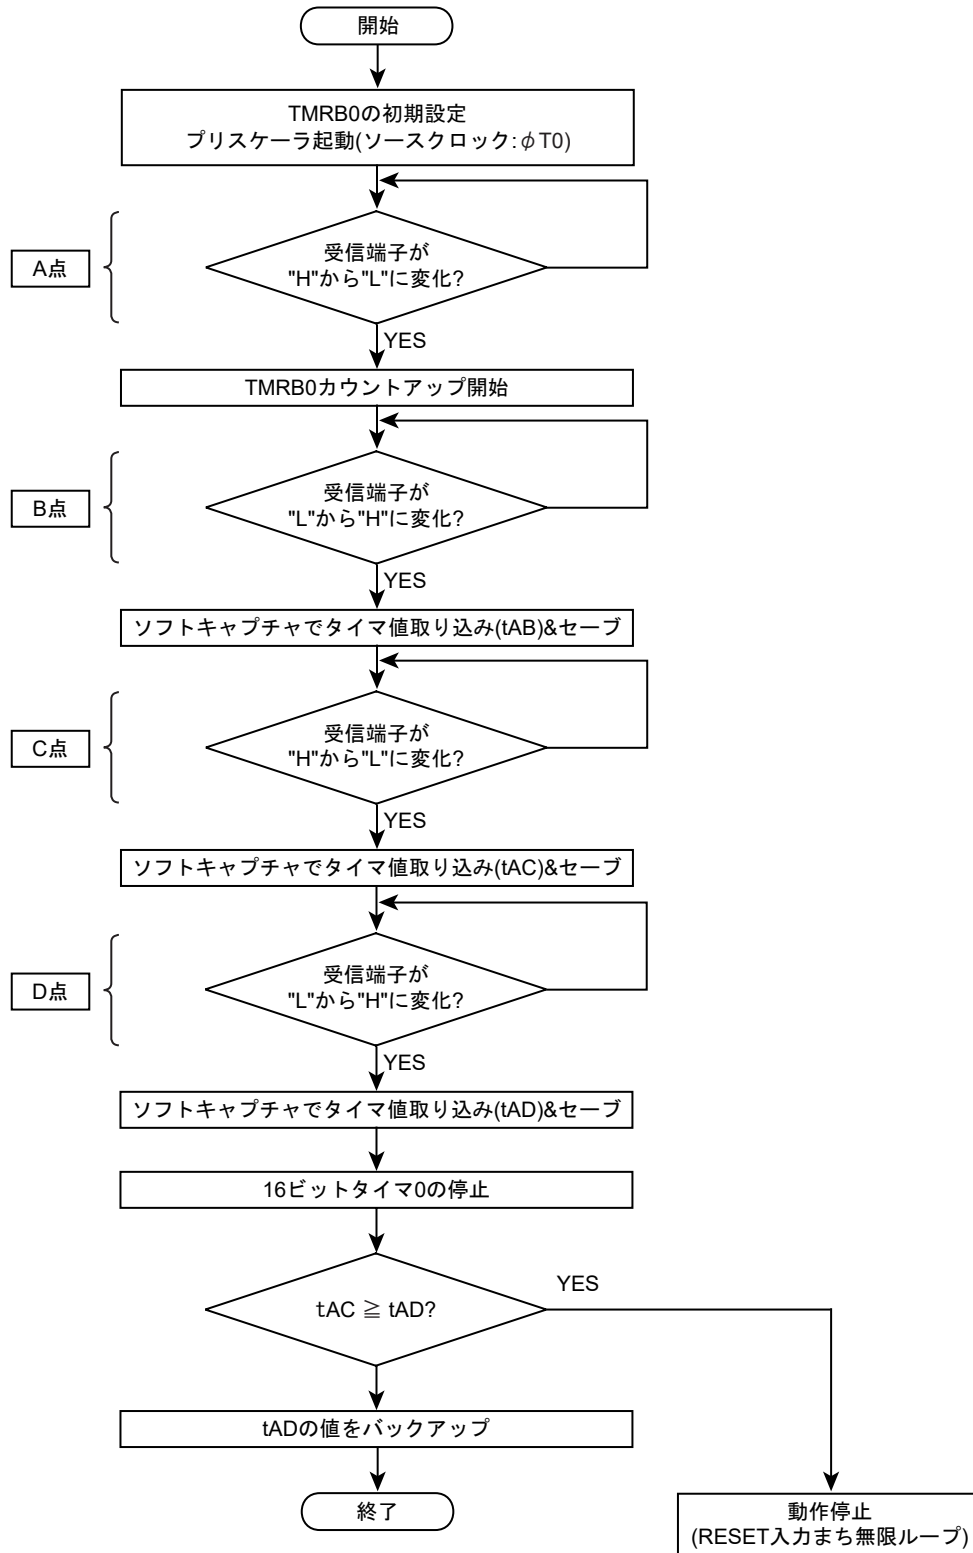 開始
TMRB0の初期設定
プリスケーラ起動(ソースクロック:φT0)
A点
受信端子が
"H"から"L"に変化?
YES
TMRB0カウントアップ開始
B点
受信端子が
"L"から"H"に変化?
YES
ソフトキャプチャでタイマ値取り込み(tAB)&セーブ
C点
受信端子が
"H"から"L"に変化?
YES
ソフトキャプチャでタイマ値取り込み(tAC)&セーブ
D点
受信端子が
"L"から"H"に変化?
YES
ソフトキャプチャでタイマ値取り込み(tAD)&セーブ
16ビットタイマ0の停止
tAC ≧ tAD?
YES
tADの値をバックアップ
終了
動作停止
(RESET入力まち無限ループ)